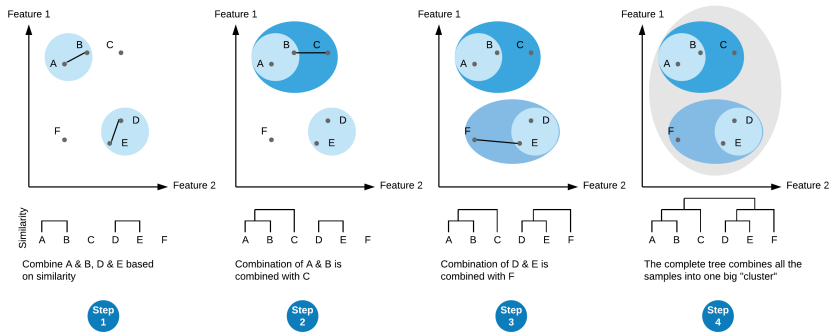 Feature 1
B
C
A
D
F
E
Feature 2
Similarity
A B C D E F
Combine A & B, D & E based
on similarity
Step
1
Feature 1
B
C
A
D
F
E
Feature 2
A B C D E F
Combination of A & B is
combined with C
Step
2
Feature 1
B
C
A
D
F
E
Feature 2
A B C D E F
Combination of D & E is
combined with F
Step
3
Feature 1
B
C
A
D
F
E
Feature 2
A B C D E F
The complete tree combines all the
samples into one big "cluster"
Step
4